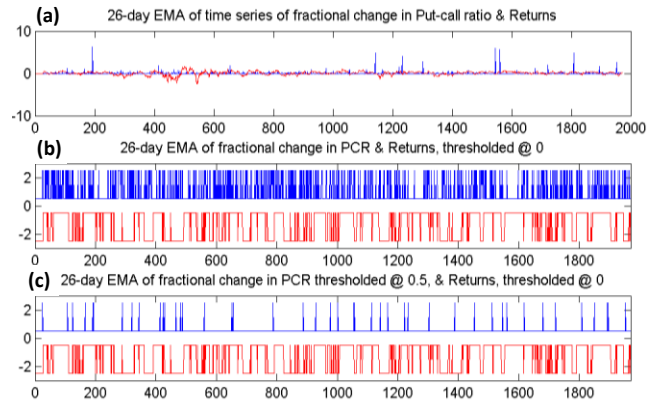 (a) 26-day EMA of time series of fractional change in Put-call ratio & Returns
10
0
-10
0 200 400 600 800 1000 1200 1400 1600 1800 2000
(b) 26-day EMA of fractional change in PCR & Returns, thresholded @ 0
2
0
-2
0 200 400 600 800 1000 1200 1400 1600 1800
(c) 26-day EMA of fractional change in PCR thresholded @ 0.5, & Returns, thresholded @ 0
2
0
-2
0 200 400 600 800 1000 1200 1400 1600 1800